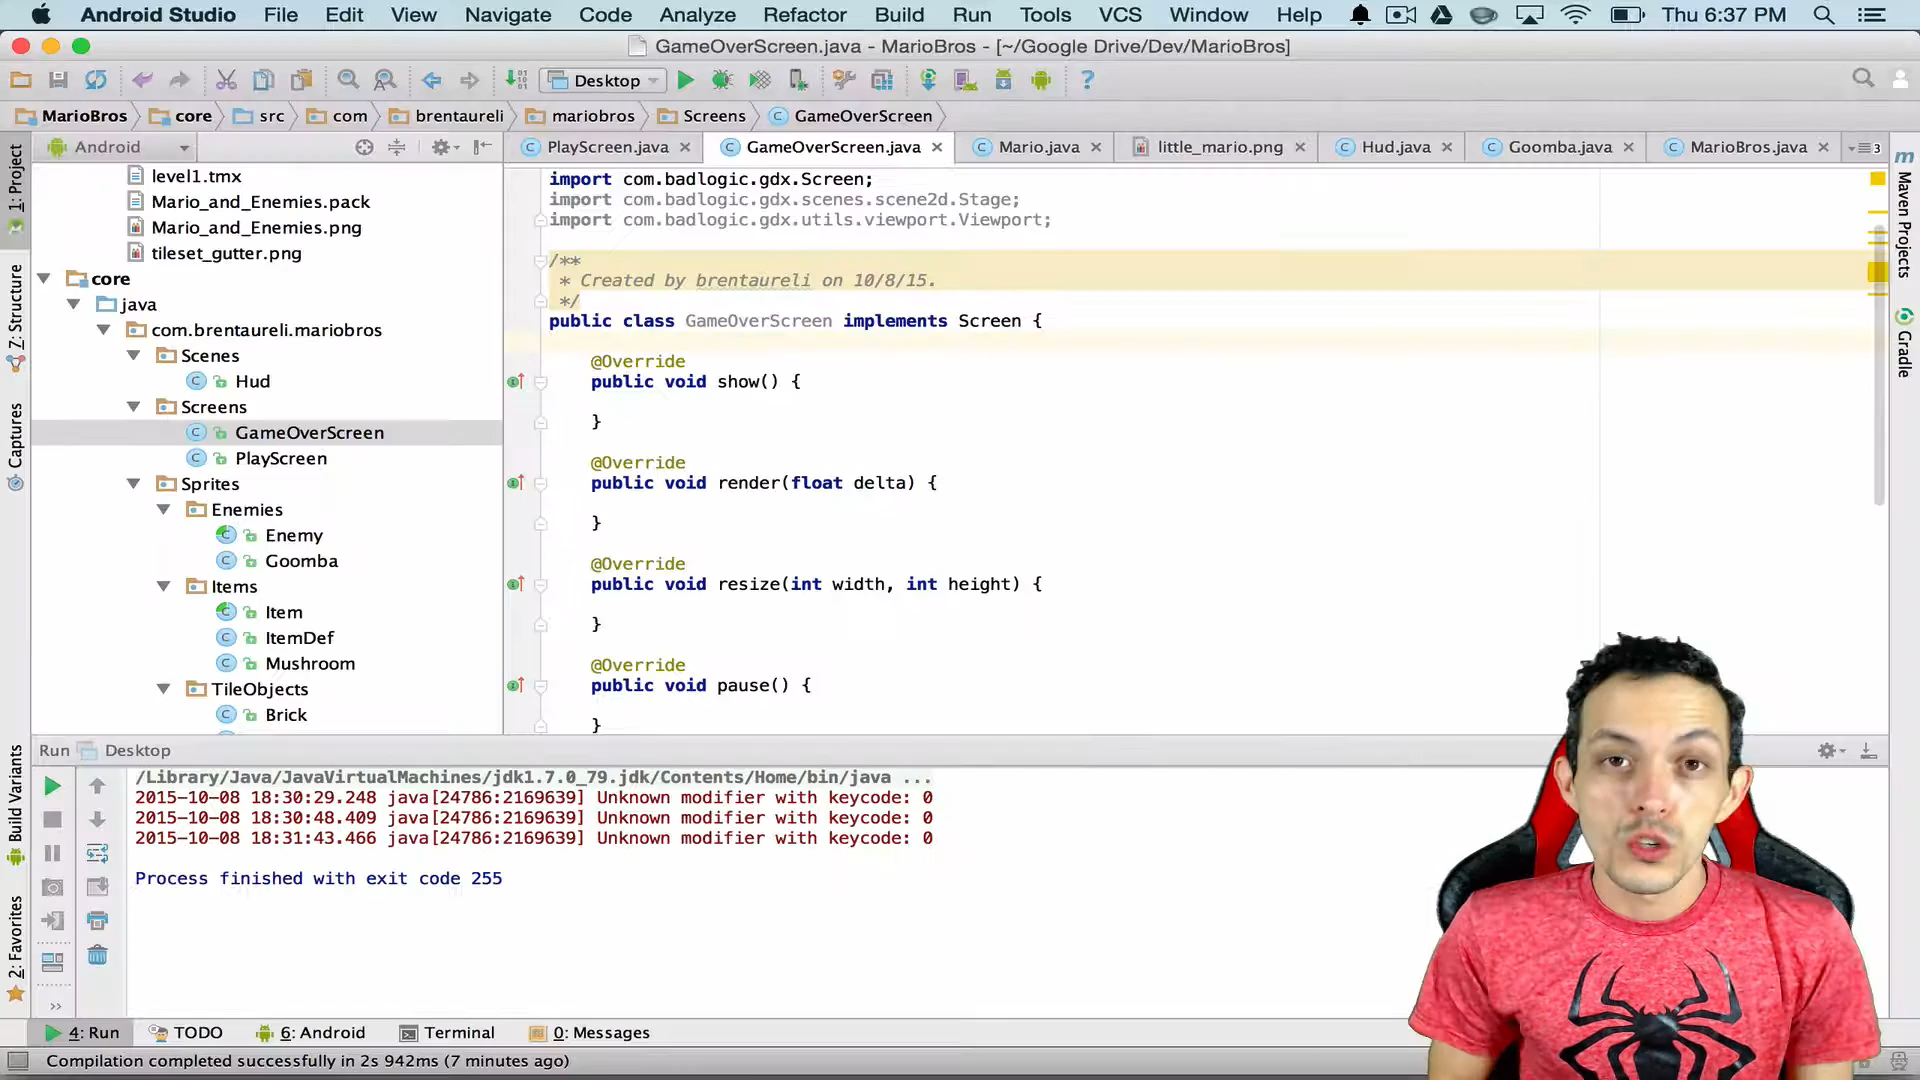 Android Studio File Edit View Navigate Code Analyze Refactor Build Run Tools VCS Window Help Thu 6:37 PM
GameOverScreen.java - MarioBros - [~/Google Drive/Dev/MarioBros]
Desktop
MarioBros core src com brentaureli mariobros Screens GameOverScreen
Android
PlayScreen.java GameOverScreen.java Mario.java little_mario.png Hud.java Goomba.java MarioBros.java 3
1: Project
Z: Structure
Captures
Build Variants
2: Favorites
level1.tmx
Mario_and_Enemies.pack
Mario_and_Enemies.png
tileset_gutter.png
core
java
com.brentaureli.mariobros
Scenes
Hud
Screens
GameOverScreen
PlayScreen
Sprites
Enemies
Enemy
Goomba
Items
Item
ItemDef
Mushroom
TileObjects
Brick
import com.badlogic.gdx.Screen;
import com.badlogic.gdx.scenes.scene2d.Stage;
import com.badlogic.gdx.utils.viewport.Viewport;
/**
* Created by brentaureli on 10/8/15.
*/
public class GameOverScreen implements Screen {
@Override
public void show() {
}
@Override
public void render(float delta) {
}
@Override
public void resize(int width, int height) {
}
@Override
public void pause() {
}
m
Maven Projects
Gradle
Run Desktop
/Library/Java/JavaVirtualMachines/jdk1.7.0_79.jdk/Contents/Home/bin/java ...
2015-10-08 18:30:29.248 java[24786:2169639] Unknown modifier with keycode: 0
2015-10-08 18:30:48.409 java[24786:2169639] Unknown modifier with keycode: 0
2015-10-08 18:31:43.466 java[24786:2169639] Unknown modifier with keycode: 0
Process finished with exit code 255
4: Run TODO 6: Android Terminal 0: Messages
Compilation completed successfully in 2s 942ms (7 minutes ago)